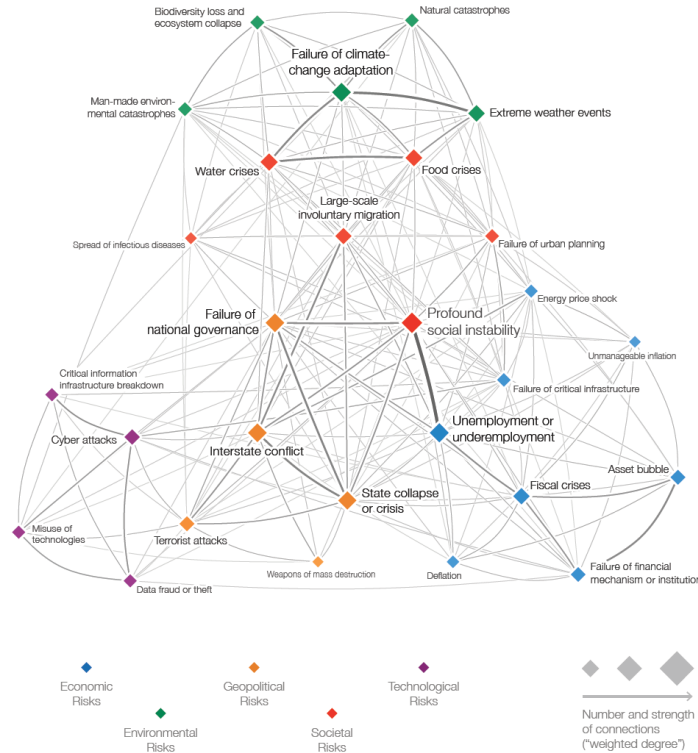 Biodiversity loss and
ecosystem collapse
Natural catastrophes
Failure of climate-
change adaptation
Man-made environ-
mental catastrophes
Extreme weather events
Water crises
Food crises
Large-scale
involuntary migration
Spread of infectious diseases
Failure of urban planning
Energy price shock
Failure of
national governance
Profound
social instability
Unmanageable inflation
Critical information
infrastructure breakdown
Failure of critical infrastructure
Cyber attacks
Interstate conflict
Unemployment or
underemployment
Asset bubble
Fiscal crises
State collapse
or crisis
Misuse of
technologies
Terrorist attacks
Weapons of mass destruction
Deflation
Failure of financial
mechanism or institution
Data fraud or theft
Economic
Risks
Geopolitical
Risks
Technological
Risks
Environmental
Risks
Societal
Risks
Number and strength
of connections
("weighted degree")